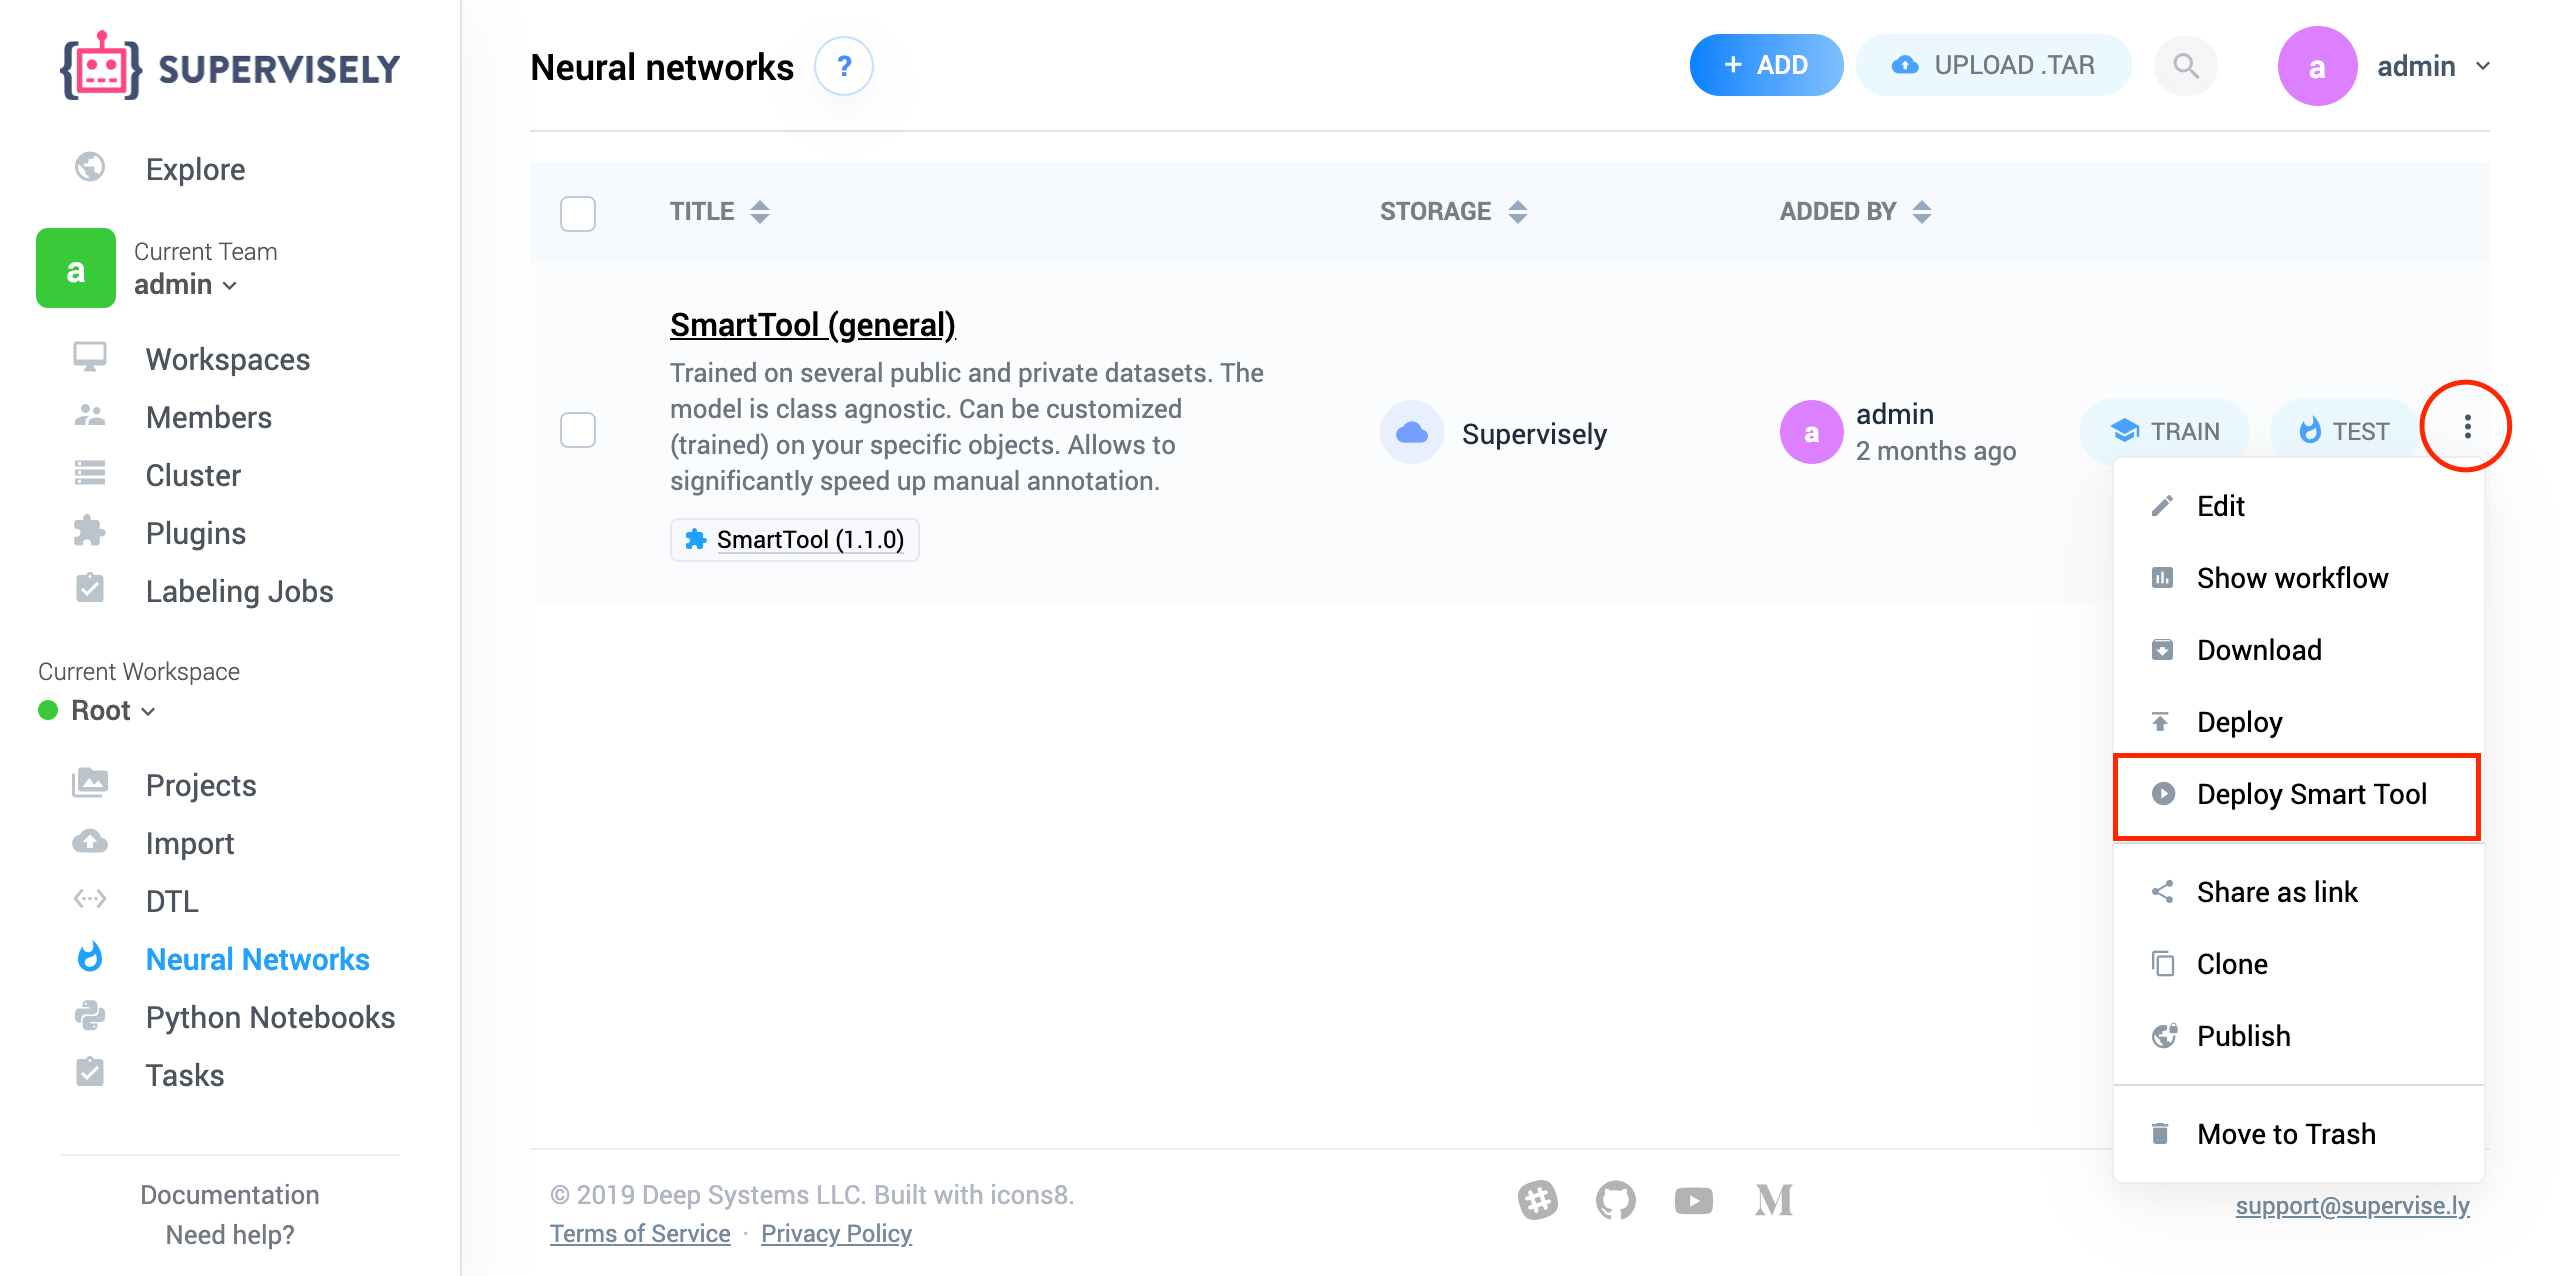 SUPERVISELY
Explore
a
Current Team
admin
Workspaces
Members
Cluster
Plugins
Labeling Jobs
Current Workspace
Root
Projects
Import
DTL
Neural Networks
Python Notebooks
Tasks
Documentation
Need help?
Neural networks ?
+ ADD
UPLOAD .TAR
a admin
TITLE STORAGE ADDED BY
SmartTool (general)
Trained on several public and private datasets. The
model is class agnostic. Can be customized
(trained) on your specific objects. Allows to
significantly speed up manual annotation.
SmartTool (1.1.0)
Supervisely
a
admin
2 months ago
TRAIN
TEST
Edit
Show workflow
Download
Deploy
Deploy Smart Tool
Share as link
Clone
Publish
Move to Trash
© 2019 Deep Systems LLC. Built with icons8.
Terms of Service · Privacy Policy
support@supervise.ly